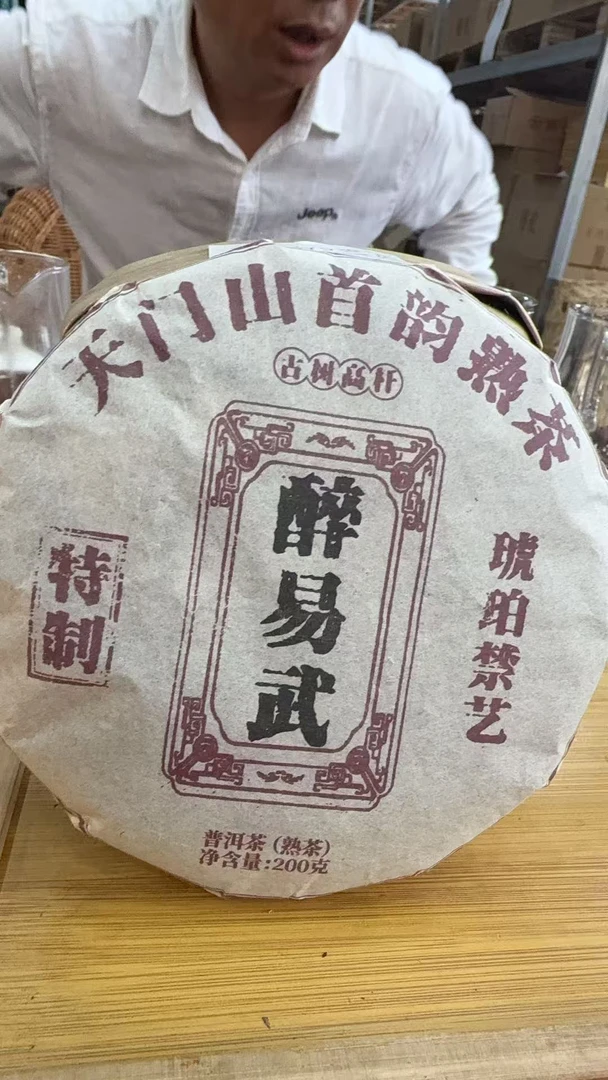 Jeep
天门山首韵熟茶
古树高杆
醉易武
特制
琥珀禁艺
普洱茶（熟茶）
净含量:200克